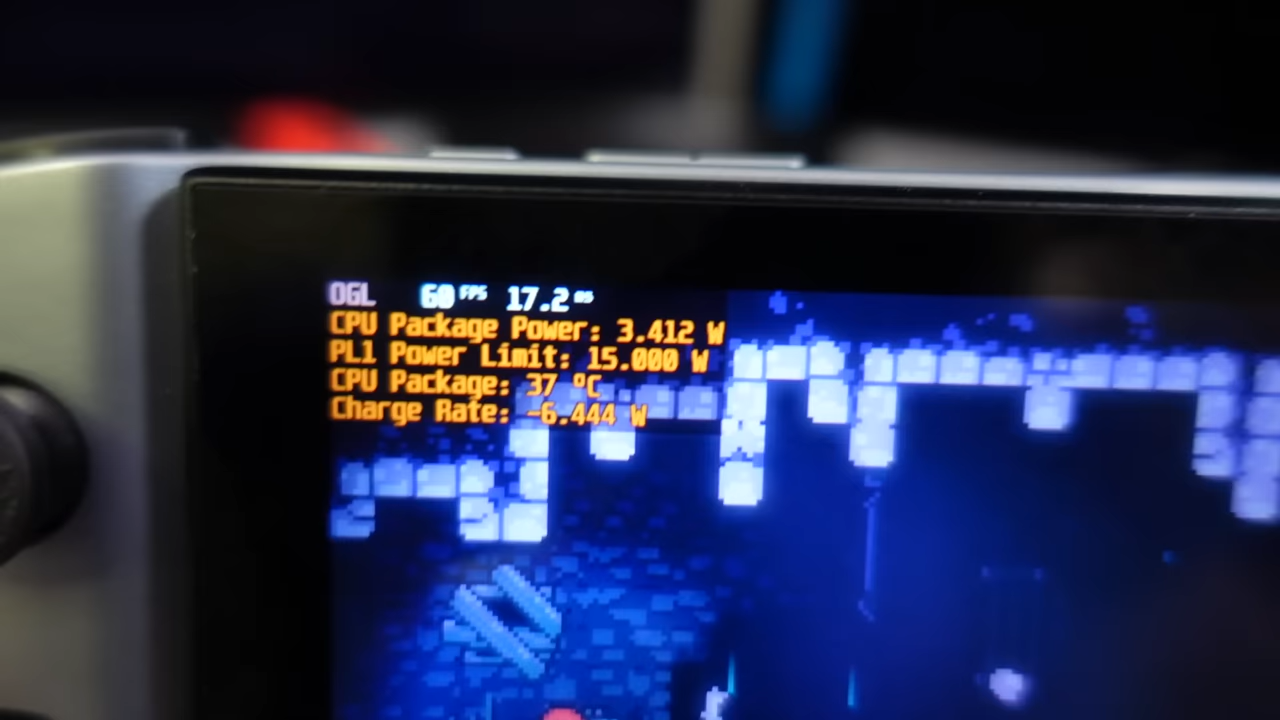 OGL 60 FPS 17.2 ms
CPU Package Power: 3.412 W
PL1 Power Limit: 15.000 W
CPU Package: 37 °C
Charge Rate: -6.444 W